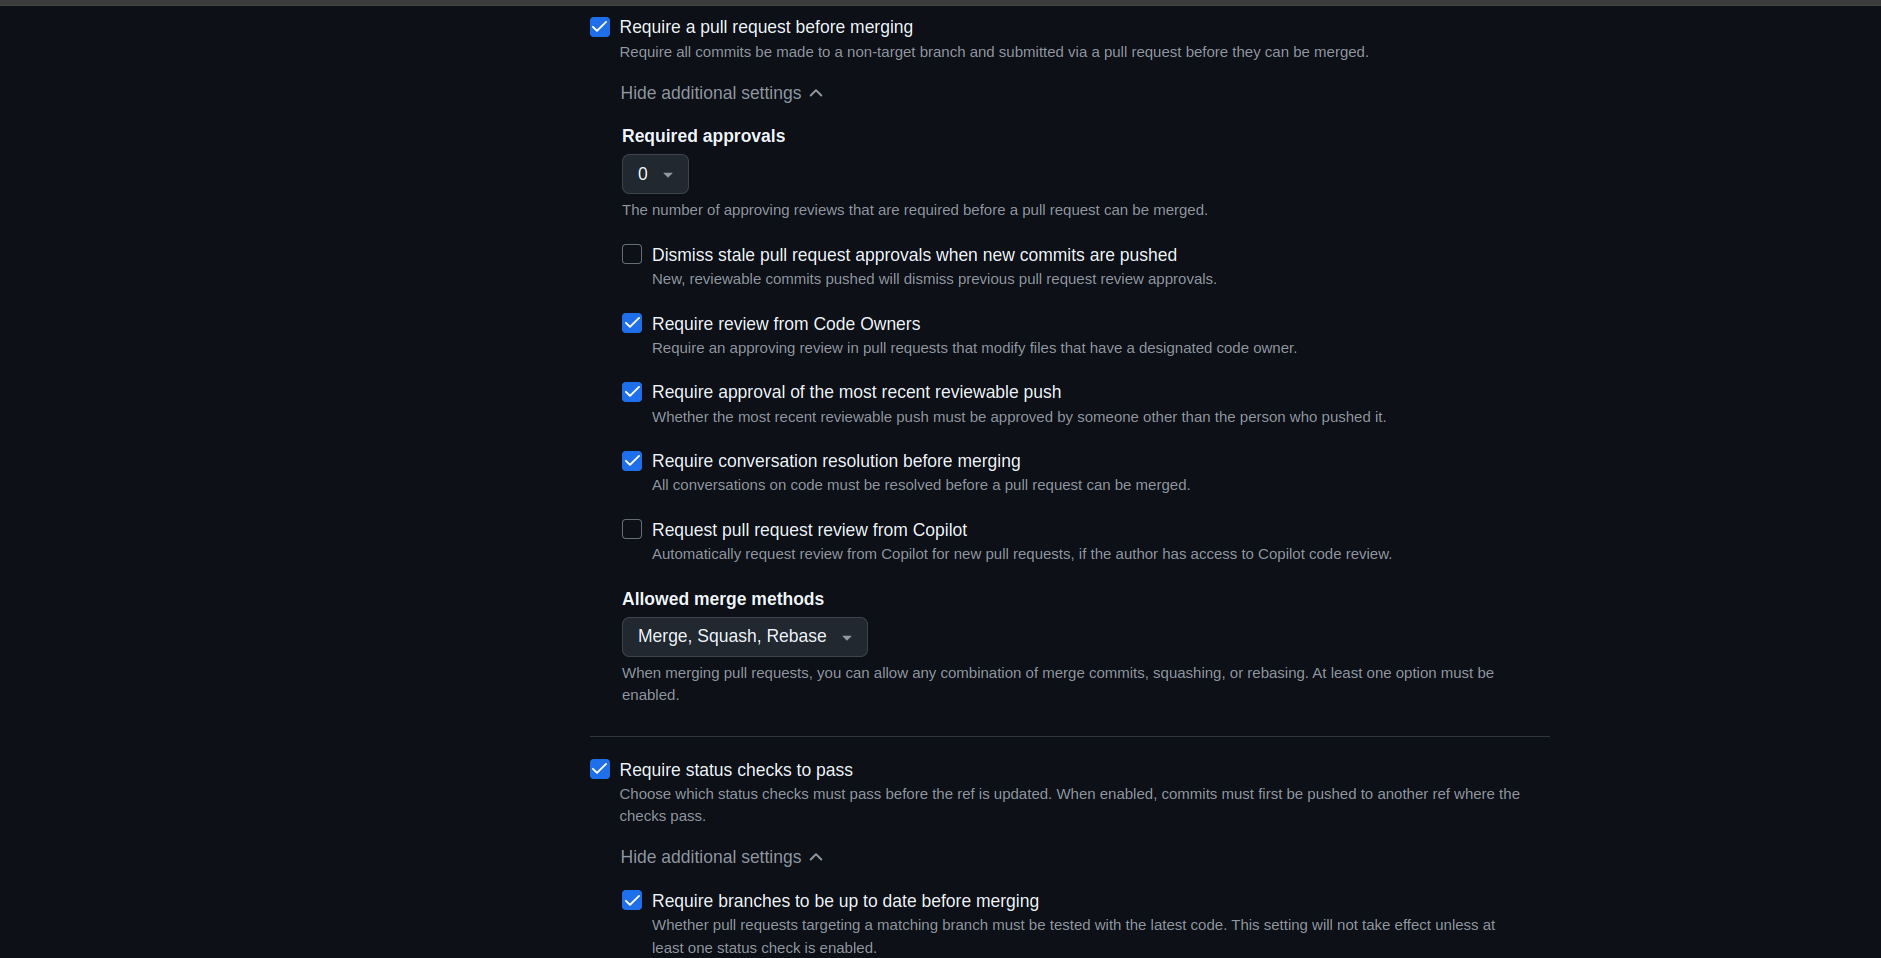 Require a pull request before merging
Require all commits be made to a non-target branch and submitted via a pull request before they can be merged.
Hide additional settings
Required approvals
0
The number of approving reviews that are required before a pull request can be merged.
Dismiss stale pull request approvals when new commits are pushed
New, reviewable commits pushed will dismiss previous pull request review approvals.
Require review from Code Owners
Require an approving review in pull requests that modify files that have a designated code owner.
Require approval of the most recent reviewable push
Whether the most recent reviewable push must be approved by someone other than the person who pushed it.
Require conversation resolution before merging
All conversations on code must be resolved before a pull request can be merged.
Request pull request review from Copilot
Automatically request review from Copilot for new pull requests, if the author has access to Copilot code review.
Allowed merge methods
Merge, Squash, Rebase
When merging pull requests, you can allow any combination of merge commits, squashing, or rebasing. At least one option must be
enabled.
Require status checks to pass
Choose which status checks must pass before the ref is updated. When enabled, commits must first be pushed to another ref where the
checks pass.
Hide additional settings
Require branches to be up to date before merging
Whether pull requests targeting a matching branch must be tested with the latest code. This setting will not take effect unless at
least one status check is enabled.